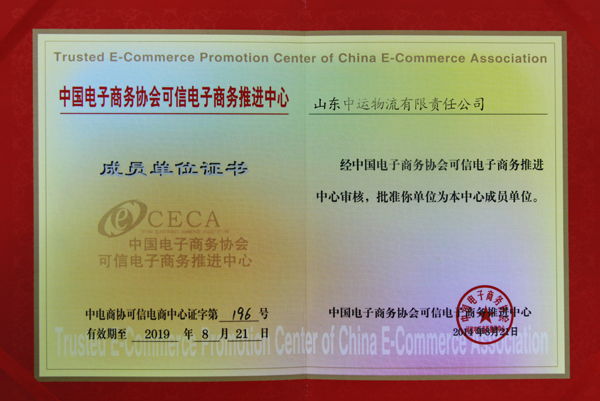 Trusted E-Commerce Promotion Center of China E-Commerce Association
中国电子商务协会可信电子商务推进中心
成员单位证书
CECA
中国电子商务协会
可信电子商务推进中心
中电商协可信电商中心证字第 196 号
有效期至 2019 年 8 月 21 日
山东中运物流有限责任公司
经中国电子商务协会可信电子商务推进
中心审核，批准你单位为本中心成员单位。
中国电子商务协会可信电子商务推进中心
8月21日
Trusted E-Commerce Promotion Center of China E-Commerce Association